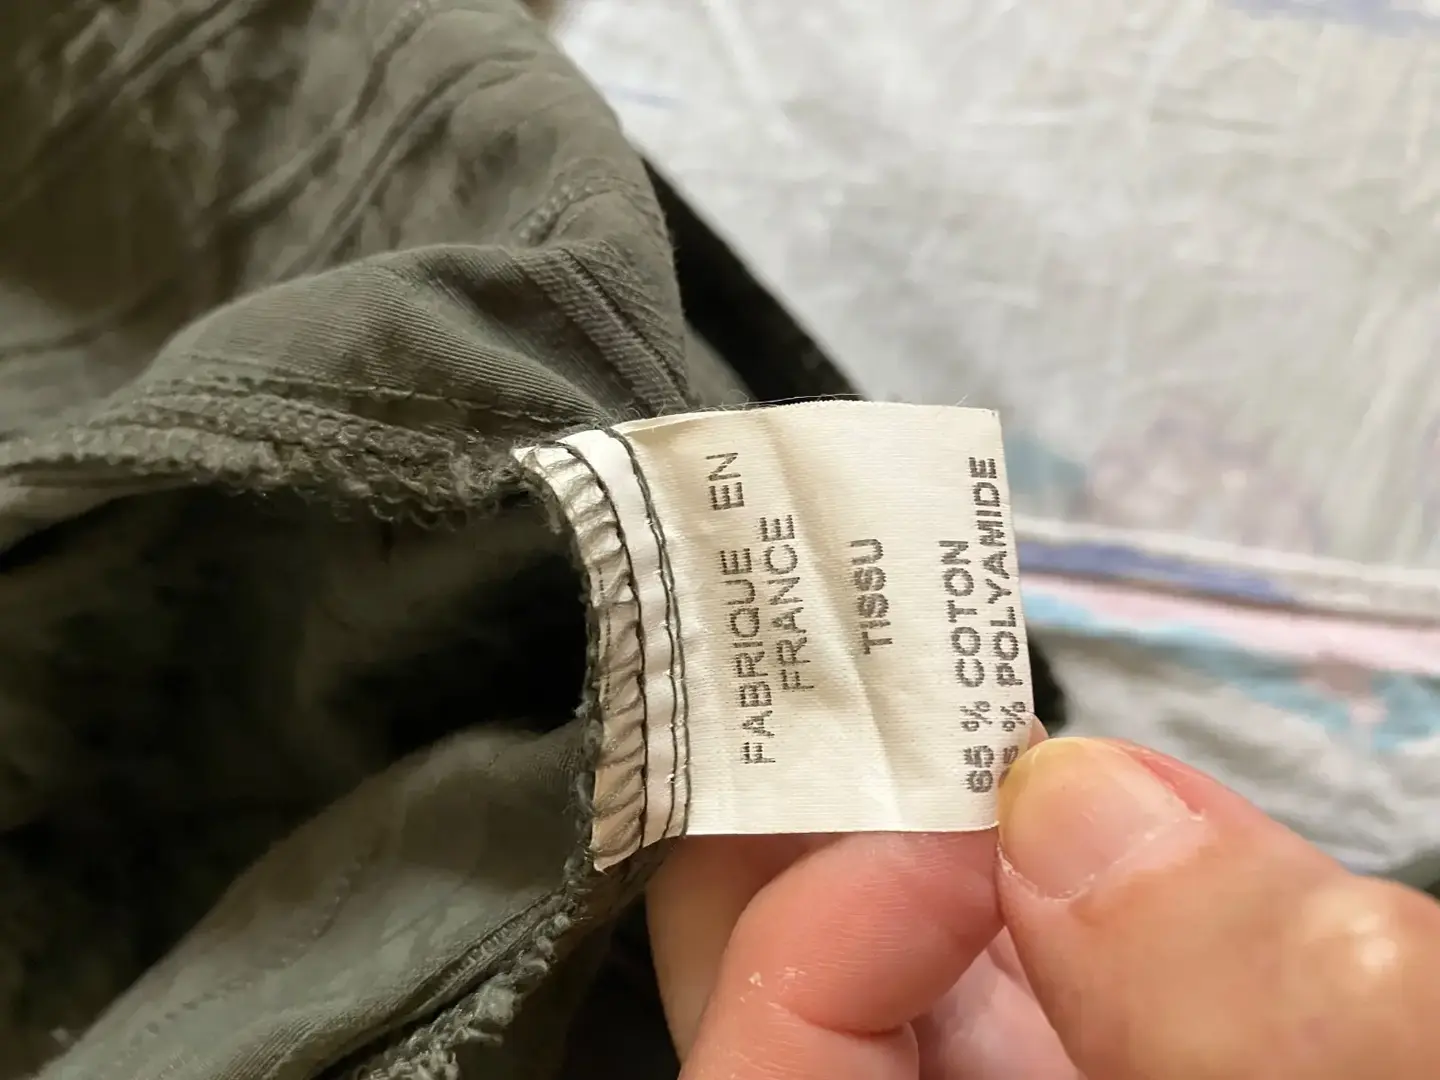 FABRIQUE EN
FRANCE
TISSU
65 % COTON
% POLYAMIDE